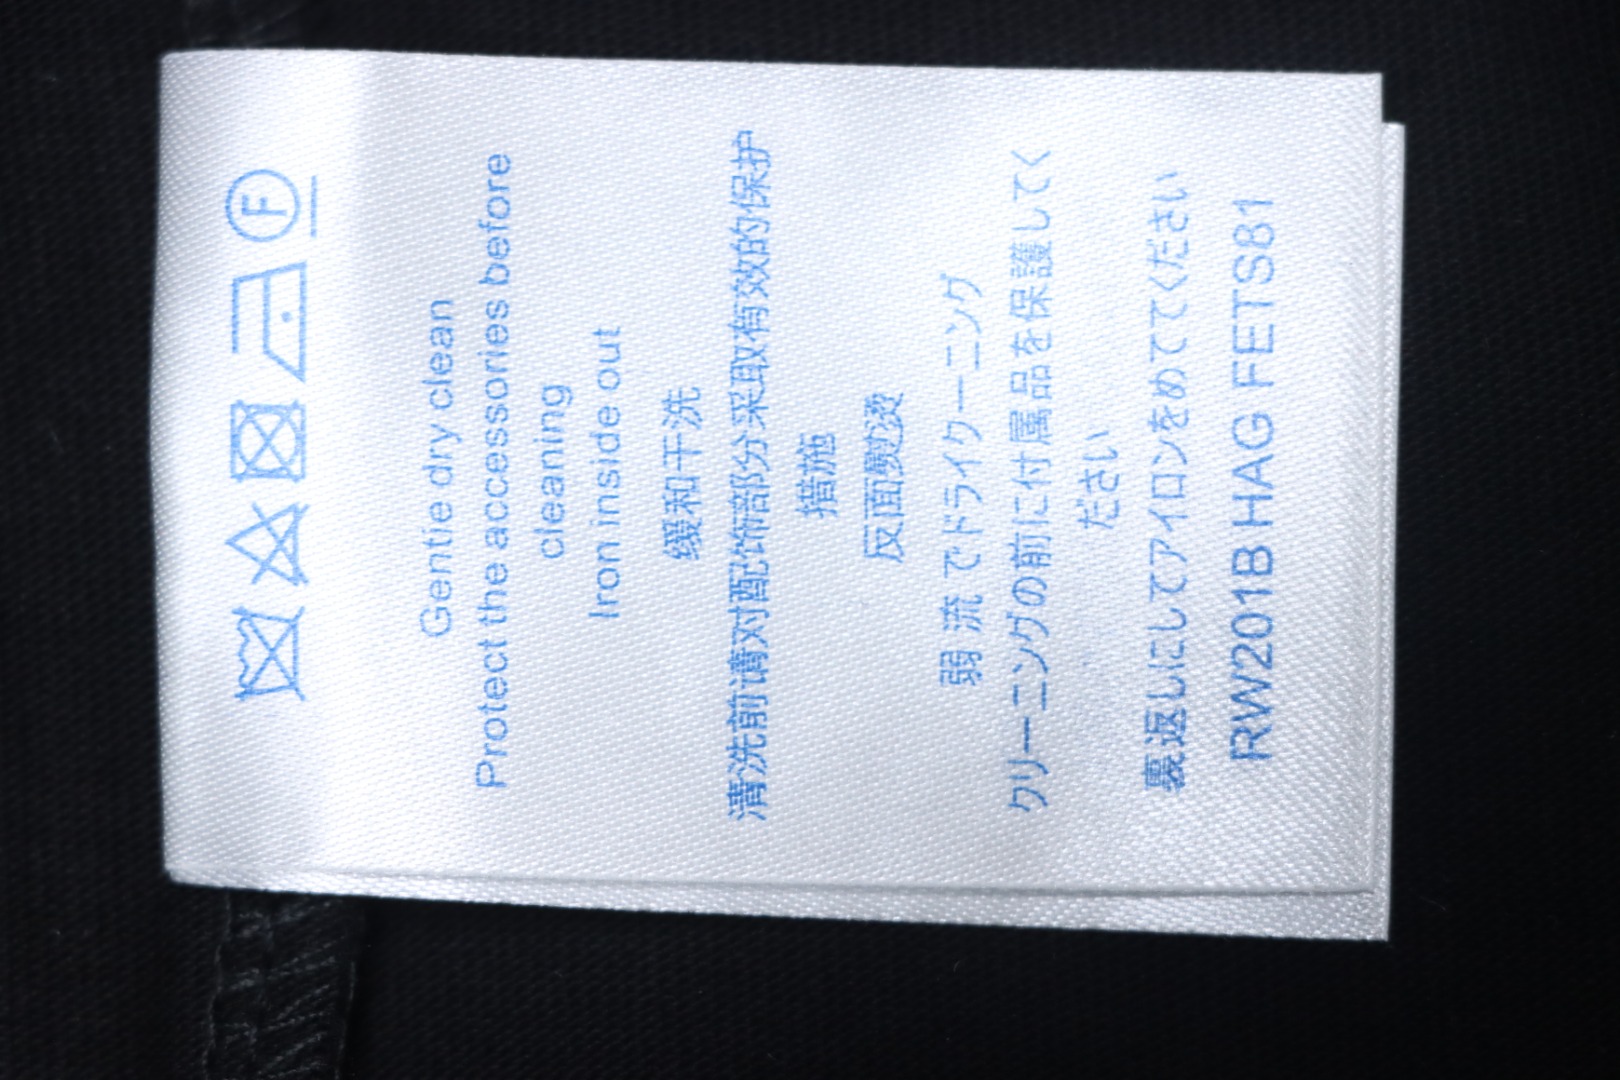 F
Gentie dry clean
Protect the accessories before
cleaning
Iron inside out
缓和干洗
清洗前请对配饰部分采取有效的保护
措施
反面熨烫
弱 流 でドライクーニング
クリーニングの前に付属品を保護してく
ださい
裏返しにしてアイロンをめててください
RW201B HAG FETS81